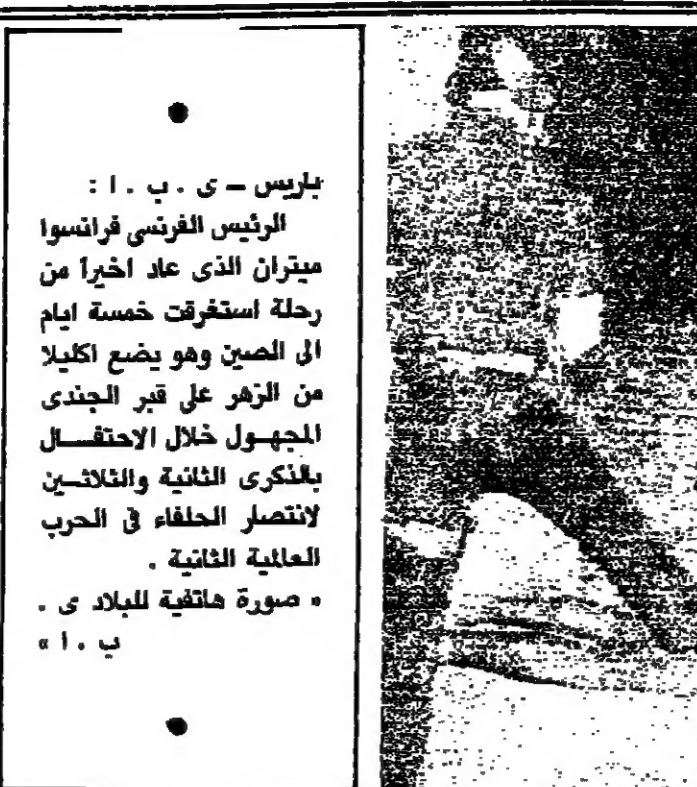 باريس – ى . ب . ا :
الرئيس الفرنسى فرانسوا
ميتران الذى عاد اخيراً من
رحلة استغرقت خمسة ايام
الى الصين وهو يضع اكليلا
من الزهر على قبر الجندى
المجهول خلال الاحتفال
بالذكرى الثانية والثلاثين
لانتصار الحلفاء فى الحرب
العالمية الثانية .
« صورة هاتفية للبلاد ى .
ب . ا »